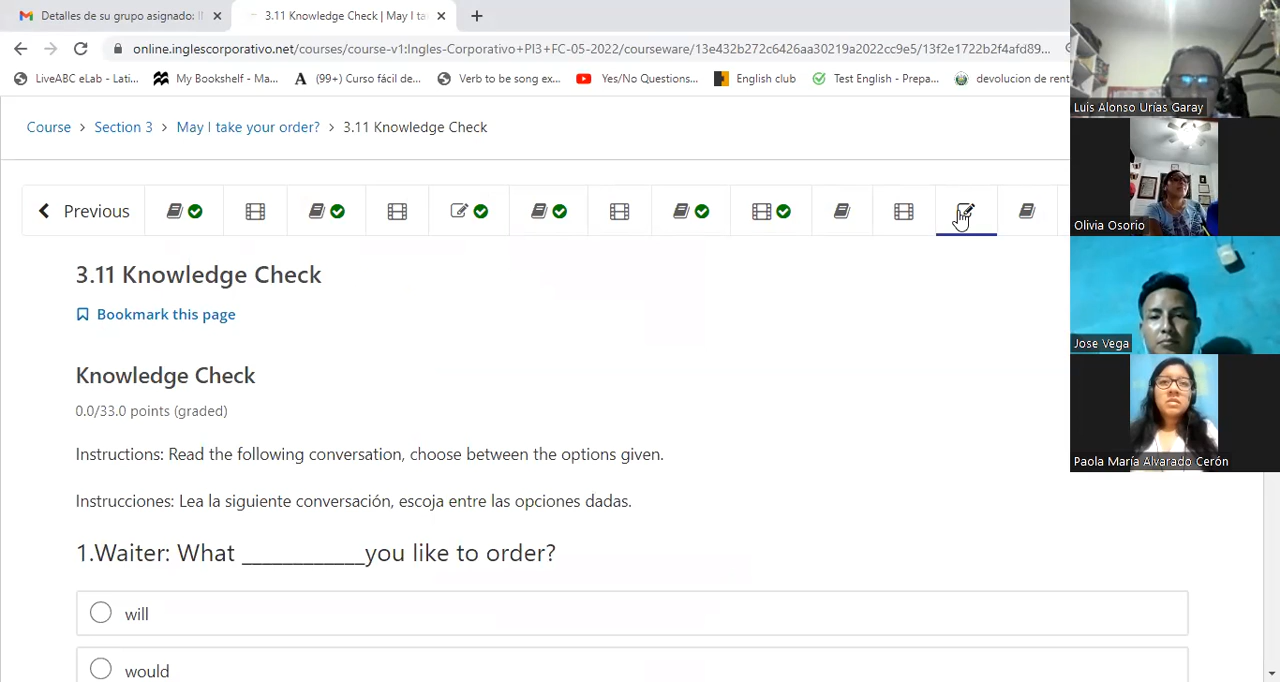 Detalles de su grupo asignado: I
3.11 Knowledge Check | May I ta
online.inglescorporativo.net/courses/course-v1:Ingles-Corporativo+PI3+FC-05-2022/courseware/13e432b272c6426aa30219a2022cc9e5/13f2e1722b2f4afd89...
LiveABC eLab - Lati... My Bookshelf - Ma... (99+) Curso fácil de... Verb to be song ex... Yes/No Questions... English club Test English - Prepa... devolucion de rent
Course > Section 3 > May I take your order? > 3.11 Knowledge Check
Previous
3.11 Knowledge Check
Bookmark this page
Knowledge Check
0.0/33.0 points (graded)
Instructions: Read the following conversation, choose between the options given.
Instrucciones: Lea la siguiente conversación, escoja entre las opciones dadas.
1.Waiter: What ____________you like to order?
will
would
Luis Alonso Urías Garay
Olivia Osorio
Jose Vega
Paola María Alvarado Cerón